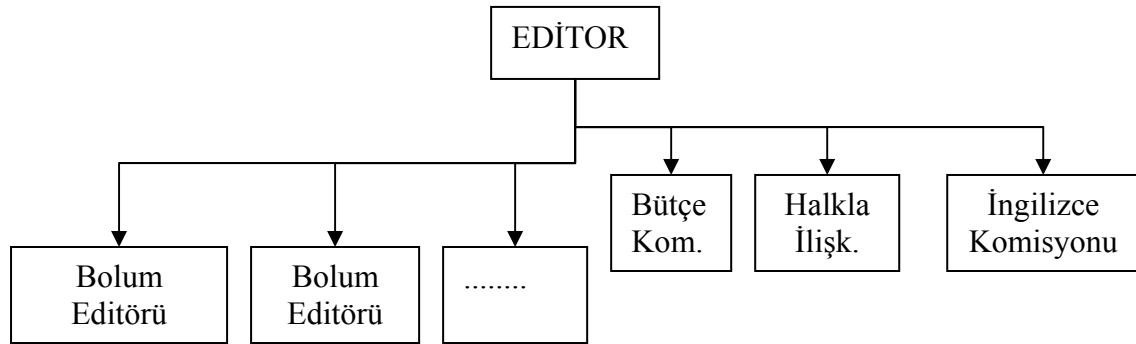 EDİTOR
Bütçe
Kom.
Halkla
İlişk.
İngilizce
Komisyonu
Bolum
Editörü
Bolum
Editörü
........